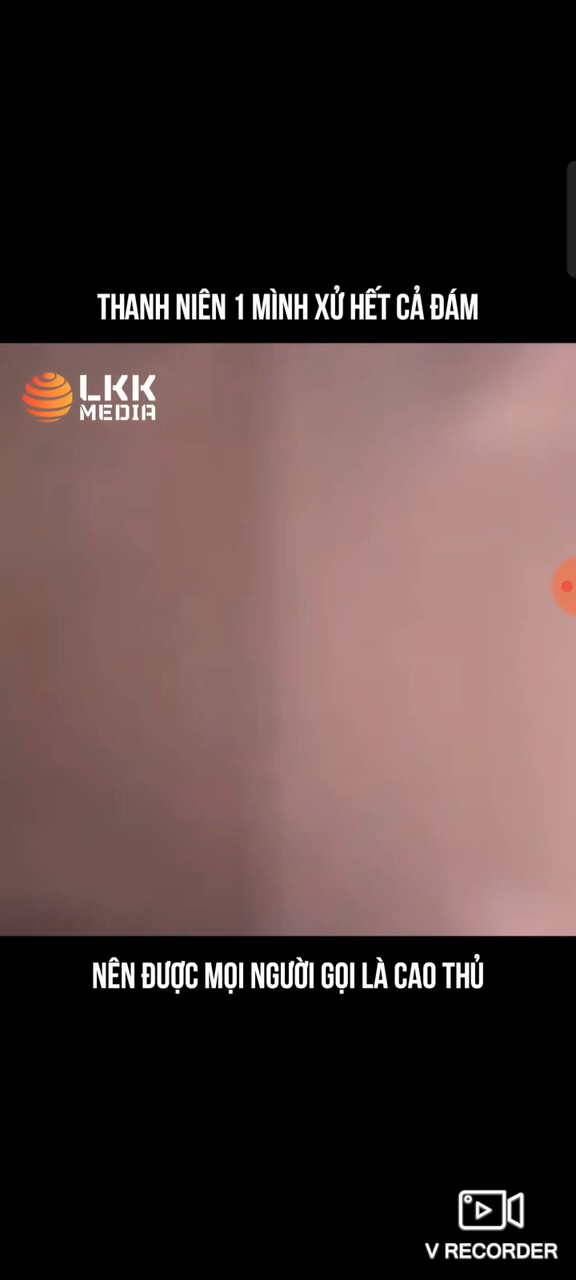 THANH NIÊN 1 MÌNH XỬ HẾT CẢ ĐÁM
LKK
MEDIA
NÊN ĐƯỢC MỌI NGƯỜI GỌI LÀ CAO THỦ
V RECORDER